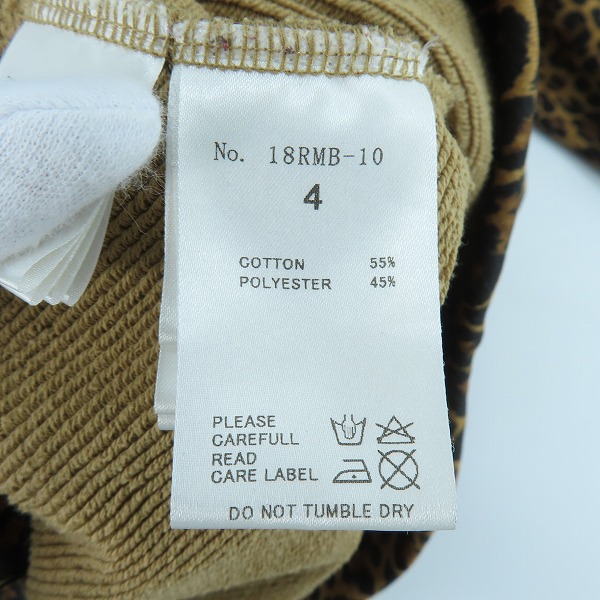 No. 18RMB-10
4
COTTON 55%
POLYESTER 45%
PLEASE
CAREFULL
READ
CARE LABEL
DO NOT TUMBLE DRY